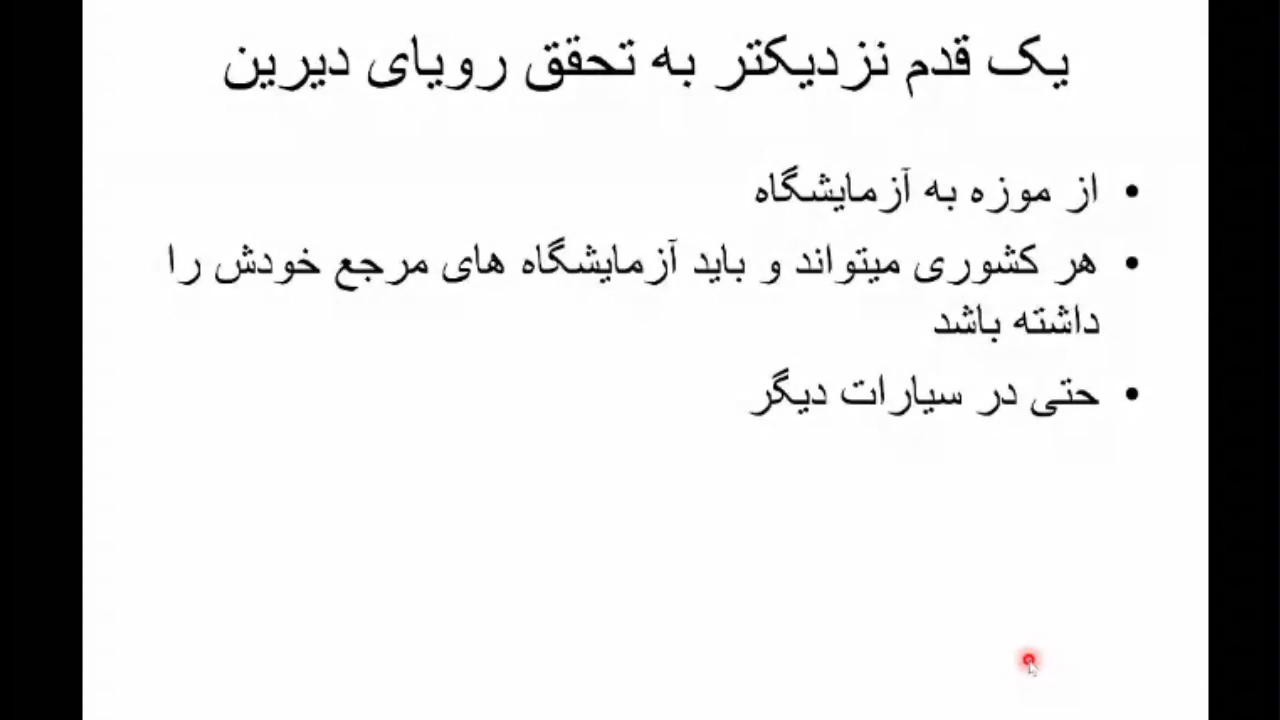 یک قدم نزدیکتر به تحقق رویای دیرین
• از موزه به آزمایشگاه
• هر کشوری میتواند و باید آزمایشگاه های مرجع خودش را
داشته باشد
• حتی در سیارات دیگر